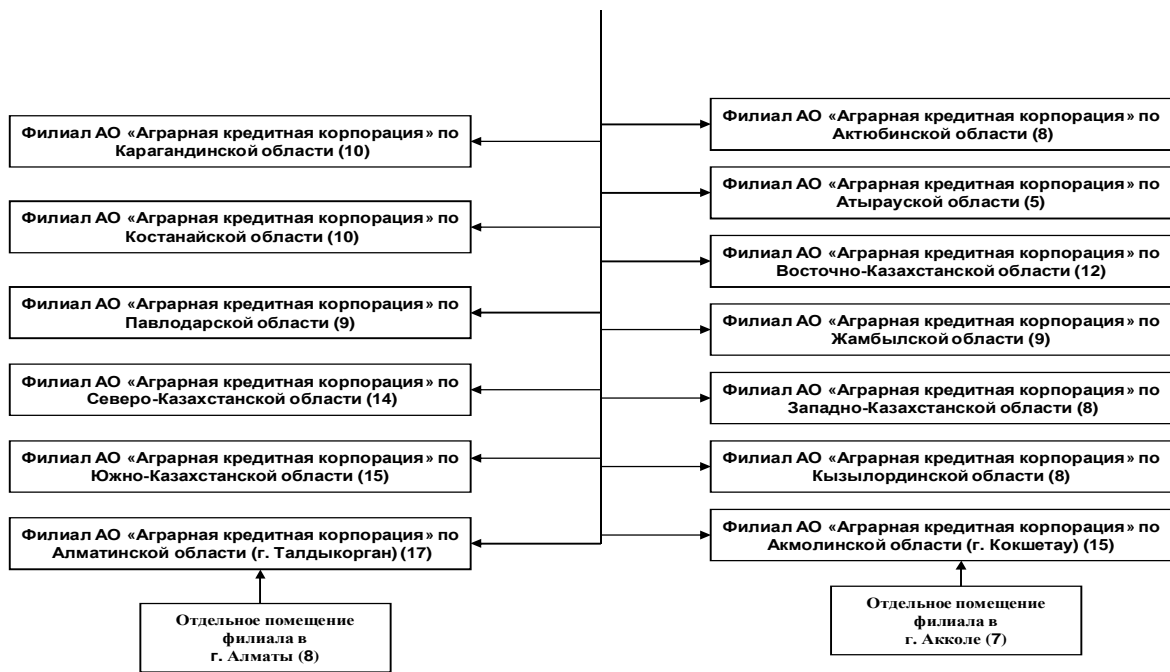 Филиал АО «Аграрная кредитная корпорация» по
Карагандинской области (10)
Филиал АО «Аграрная кредитная корпорация» по
Костанайской области (10)
Филиал АО «Аграрная кредитная корпорация» по
Павлодарской области (9)
Филиал АО «Аграрная кредитная корпорация» по
Северо-Казахстанской области (14)
Филиал АО «Аграрная кредитная корпорация» по
Южно-Казахстанской области (15)
Филиал АО «Аграрная кредитная корпорация» по
Алматинской области (г. Талдыкорган) (17)
Отдельное помещение
филиала в
г. Алматы (8)
Филиал АО «Аграрная кредитная корпорация» по
Актюбинской области (8)
Филиал АО «Аграрная кредитная корпорация» по
Атырауской области (5)
Филиал АО «Аграрная кредитная корпорация» по
Восточно-Казахстанской области (12)
Филиал АО «Аграрная кредитная корпорация» по
Жамбылской области (9)
Филиал АО «Аграрная кредитная корпорация» по
Западно-Казахстанской области (8)
Филиал АО «Аграрная кредитная корпорация» по
Кызылординской области (8)
Филиал АО «Аграрная кредитная корпорация» по
Акмолинской области (г. Кокшетау) (15)
Отдельное помещение
филиала в
г. Акколе (7)